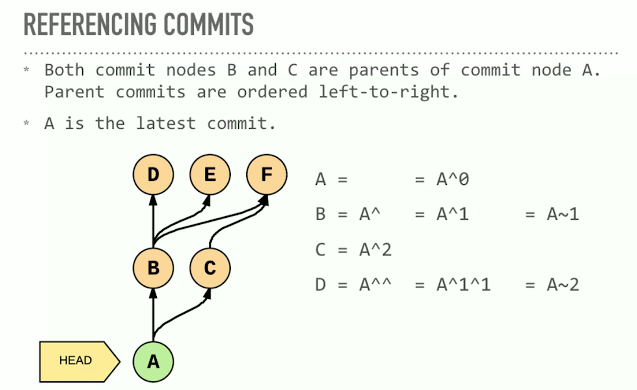 REFERENCING COMMITS
* Both commit nodes B and C are parents of commit node A.
Parent commits are ordered left-to-right.
* A is the latest commit.
D E F
B C
HEAD A
A = = A^0
B = A^ = A^1 = A~1
C = A^2
D = A^^ = A^1^1 = A~2